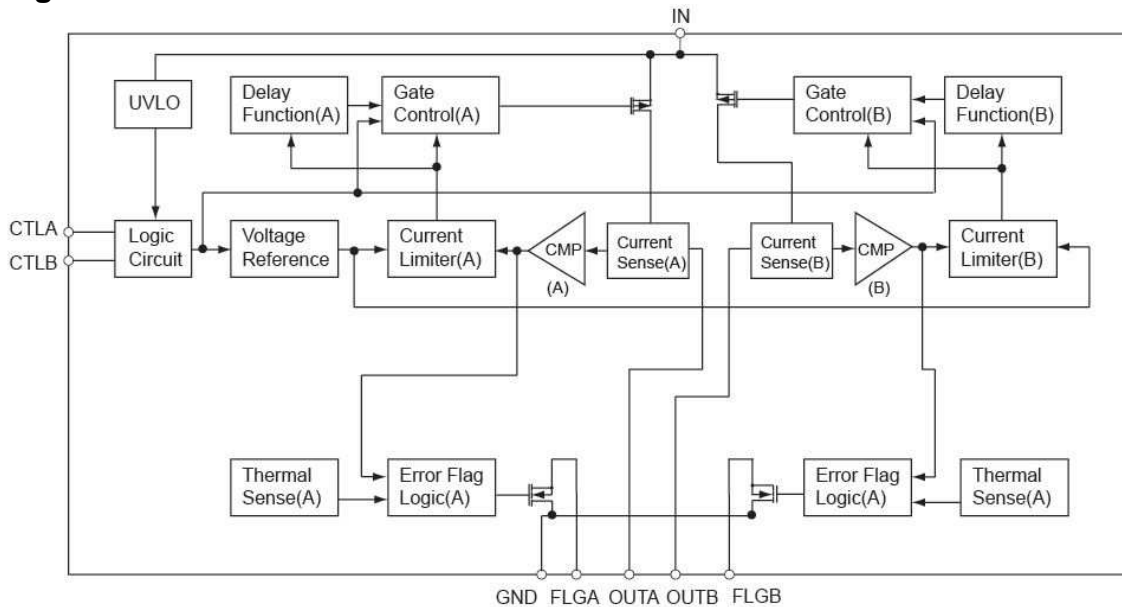 IN
UVLO
Delay
Function(A)
Gate
Control(A)
Gate
Control(B)
Delay
Function(B)
CTLA
CTLB
Logic
Circuit
Voltage
Reference
Current
Limiter(A)
CMP
(A)
Current
Sense(A)
Current
Sense(B)
CMP
(B)
Current
Limiter(B)
Thermal
Sense(A)
Error Flag
Logic(A)
Error Flag
Logic(A)
Thermal
Sense(A)
GND FLGA OUTA OUTB FLGB